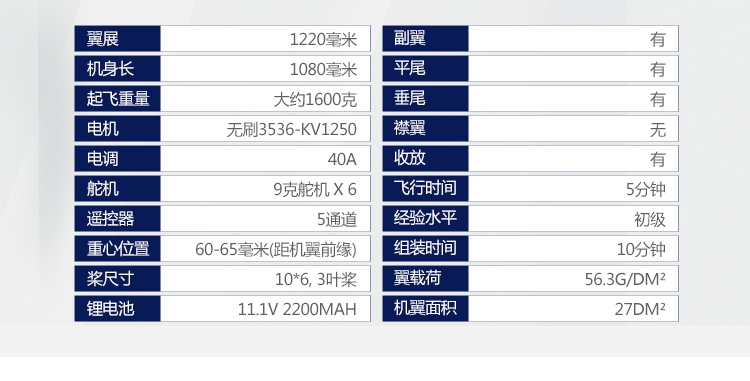 翼展 1220毫米
机身长 1080毫米
起飞重量 大约1600克
电机 无刷3536-KV1250
电调 40A
舵机 9克舵机 X 6
遥控器 5通道
重心位置 60-65毫米(距机翼前缘)
桨尺寸 10*6, 3叶桨
锂电池 11.1V 2200MAH
副翼 有
平尾 有
垂尾 有
襟翼 无
收放 有
飞行时间 5分钟
经验水平 初级
组装时间 10分钟
翼载荷 56.3G/DM²
机翼面积 27DM²